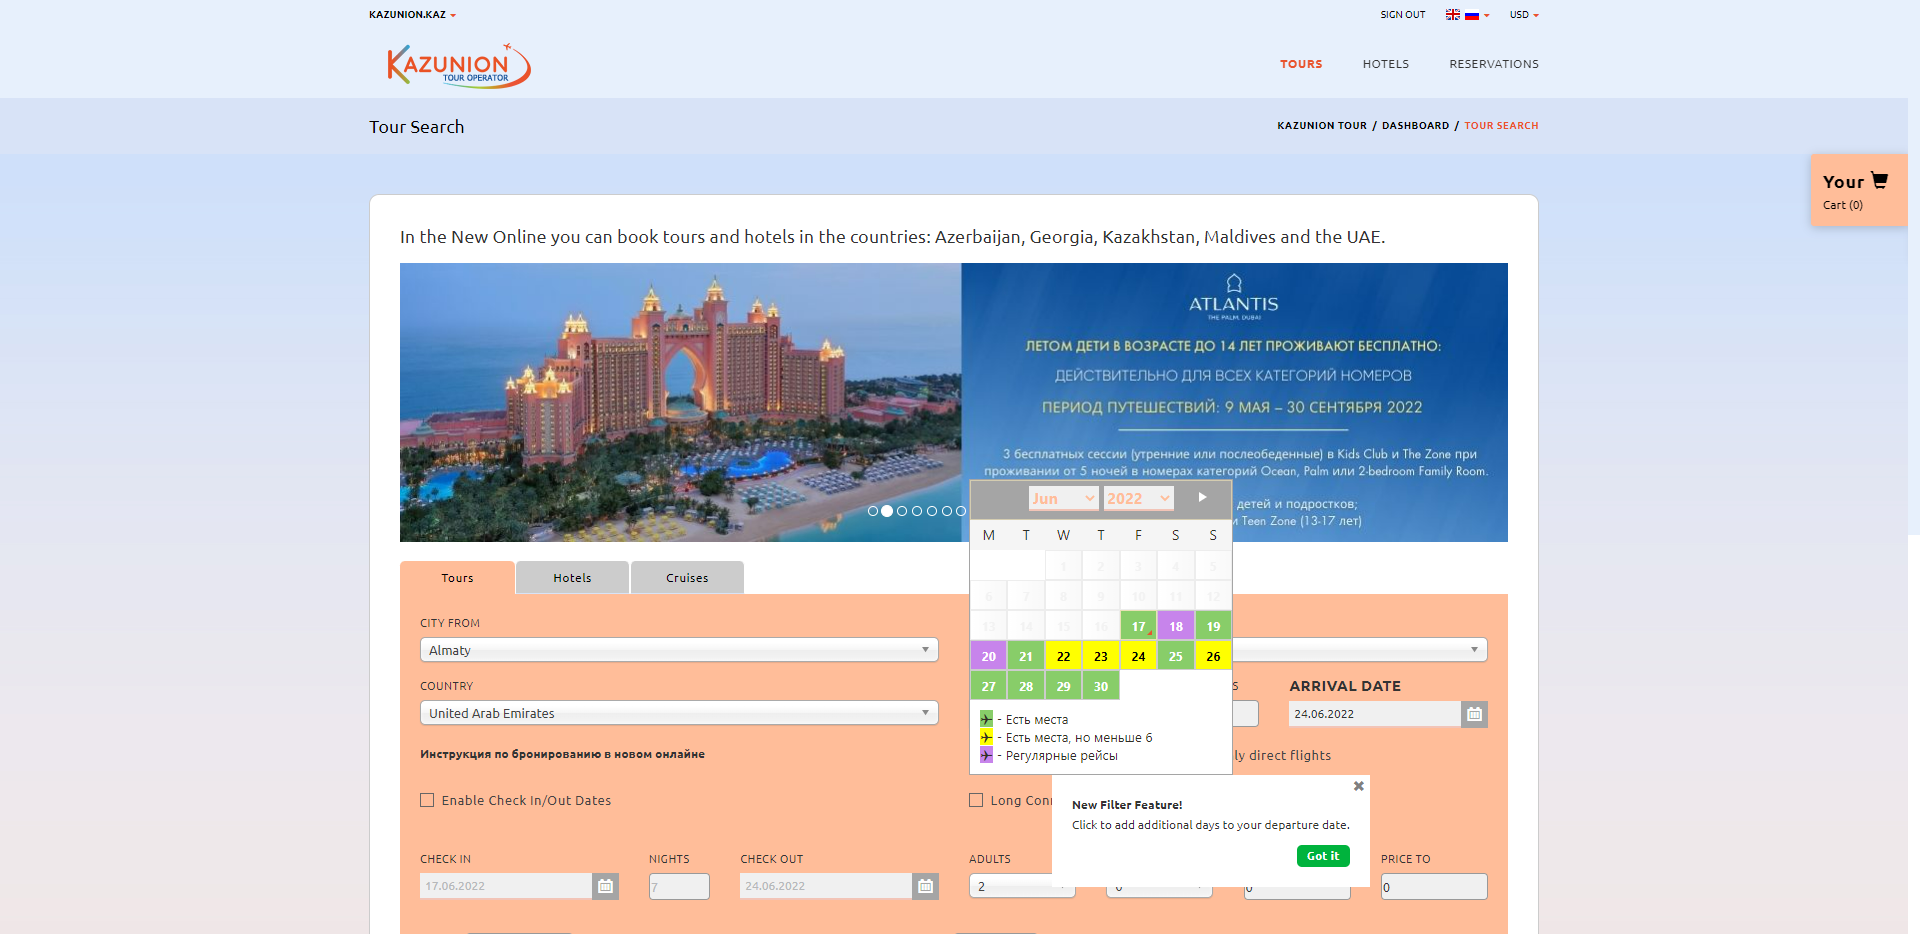 KAZUNION.KAZ
SIGN OUT
USD
KAZUNION
TOUR OPERATOR
TOURS
HOTELS
RESERVATIONS
Tour Search
KAZUNION TOUR / DASHBOARD / TOUR SEARCH
Your
Cart (0)
In the New Online you can book tours and hotels in the countries: Azerbaijan, Georgia, Kazakhstan, Maldives and the UAE.
ATLANTIS
THE PALM, DUBAI
ЛЕТОМ ДЕТИ В ВОЗРАСТЕ ДО 14 ЛЕТ ПРОЖИВАЮТ БЕСПЛАТНО:
ДЕЙСТВИТЕЛЬНО ДЛЯ ВСЕХ КАТЕГОРИЙ НОМЕРОВ
ПЕРИОД ПУТЕШЕСТВИЙ: 9 МАЯ – 30 СЕНТЯБРЯ 2022
3 бесплатных сессии (утренние или послеобеденные) в Kids Club и The Zone при
проживании от 5 ночей в номерах категорий Ocean, Palm или 2-bedroom Family Room.
детей и подростков;
и Teen Zone (13-17 лет)
Jun 2022
M T W T F S S
1 2 3 4 5
6 7 8 9 10 11 12
13 14 15 16 17 18 19
20 21 22 23 24 25 26
27 28 29 30
- Есть места
- Есть места, но меньше 6
- Регулярные рейсы
Tours
Hotels
Cruises
CITY FROM
Almaty
COUNTRY
United Arab Emirates
S
ARRIVAL DATE
24.06.2022
Инструкция по бронированию в новом онлайне
ly direct flights
Enable Check In/Out Dates
Long Con
New Filter Feature!
Click to add additional days to your departure date.
Got it
CHECK IN
NIGHTS
CHECK OUT
ADULTS
PRICE TO
17.06.2022
7
24.06.2022
2
0
0
0